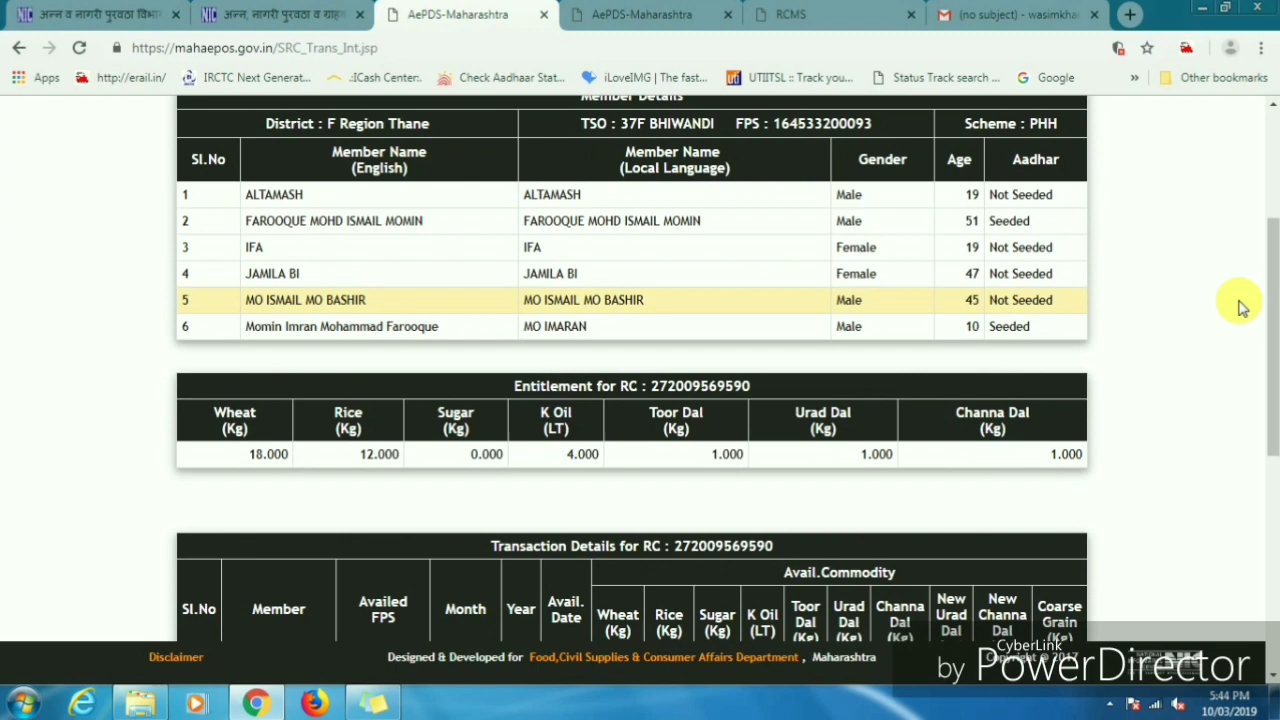 अन्न व नागरी पुरवठा विभाग
अन्न, नागरी पुरवठा व ग्राहक
AePDS-Maharashtra
AePDS-Maharashtra
RCMS
(no subject) - wasimkha
https://mahaepos.gov.in/SRC_Trans_Int.jsp
Apps
http://erail.in/
IRCTC Next Generat...
.:ICash Center:.
Check Aadhaar Stat...
iLoveIMG | The fast...
UTIITSL :: Track you...
Status Track search ...
Google
»
Other bookmarks
Member Details
District : F Region Thane TSO : 37F BHIWANDI FPS : 164533200093 Scheme : PHH
Sl.No Member Name (English) Member Name (Local Language) Gender Age Aadhar
1 ALTAMASH ALTAMASH Male 19 Not Seeded
2 FAROOQUE MOHD ISMAIL MOMIN FAROOQUE MOHD ISMAIL MOMIN Male 51 Seeded
3 IFA IFA Female 19 Not Seeded
4 JAMILA BI JAMILA BI Female 47 Not Seeded
5 MO ISMAIL MO BASHIR MO ISMAIL MO BASHIR Male 45 Not Seeded
6 Momin Imran Mohammad Farooque MO IMARAN Male 10 Seeded
Entitlement for RC : 272009569590
Wheat (Kg) Rice (Kg) Sugar (Kg) K Oil (LT) Toor Dal (Kg) Urad Dal (Kg) Channa Dal (Kg)
18.000 12.000 0.000 4.000 1.000 1.000 1.000
Transaction Details for RC : 272009569590
Avail.Commodity
Sl.No Member Availed FPS Month Year Avail. Date Wheat (Kg) Rice (Kg) Sugar (Kg) K Oil (LT) Toor Dal (Kg) Urad Dal (Kg) Channa Dal (Kg) New Urad Dal New Channa Dal Coarse Grain (Kg)
Disclaimer
Designed & Developed for Food,Civil Supplies & Consumer Affairs Department , Maharashtra
Copyright @ 2017
CyberLink
by PowerDirector
5:44 PM
10/03/2019